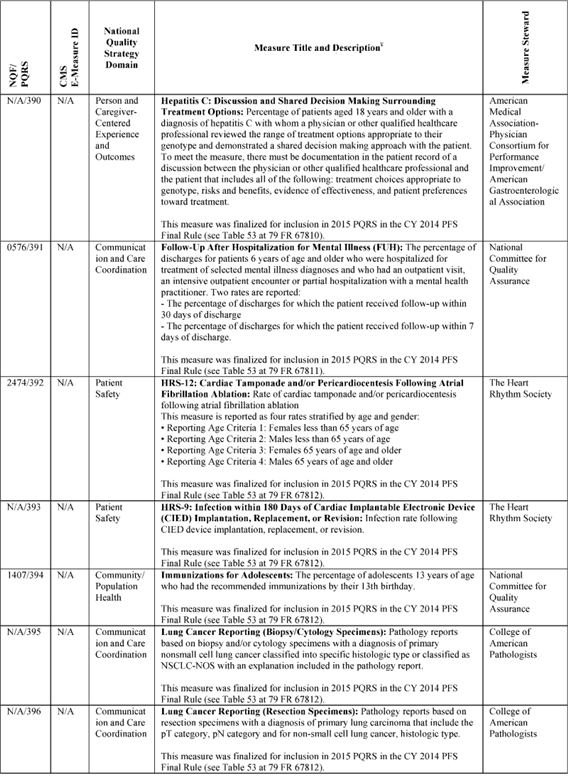 NQF/
PQRS
CMS
E-Measure ID
National
Quality
Strategy
Domain
Measure Title and Description¥
Measure Steward
N/A/390
N/A
Person and
Caregiver-
Centered
Experience
and
Outcomes
Hepatitis C: Discussion and Shared Decision Making Surrounding
Treatment Options: Percentage of patients aged 18 years and older with a
diagnosis of hepatitis C with whom a physician or other qualified healthcare
professional reviewed the range of treatment options appropriate to their
genotype and demonstrated a shared decision making approach with the patient.
To meet the measure, there must be documentation in the patient record of a
discussion between the physician or other qualified healthcare professional and
the patient that includes all of the following: treatment choices appropriate to
genotype, risks and benefits, evidence of effectiveness, and patient preferences
toward treatment.
This measure was finalized for inclusion in 2015 PQRS in the CY 2014 PFS
Final Rule (see Table 53 at 79 FR 67810).
American
Medical
Association-
Physician
Consortium for
Performance
Improvement/
American
Gastroenterologic
al Association
0576/391
N/A
Communicat
ion and Care
Coordination
Follow-Up After Hospitalization for Mental Illness (FUH): The percentage of
discharges for patients 6 years of age and older who were hospitalized for
treatment of selected mental illness diagnoses and who had an outpatient visit,
an intensive outpatient encounter or partial hospitalization with a mental health
practitioner. Two rates are reported:
- The percentage of discharges for which the patient received follow-up within
30 days of discharge
- The percentage of discharges for which the patient received follow-up within 7
days of discharge.
This measure was finalized for inclusion in 2015 PQRS in the CY 2014 PFS
Final Rule (see Table 53 at 79 FR 67811).
National
Committee for
Quality
Assurance
2474/392
N/A
Patient
Safety
HRS-12: Cardiac Tamponade and/or Pericardiocentesis Following Atrial
Fibrillation Ablation: Rate of cardiac tamponade and/or pericardiocentesis
following atrial fibrillation ablation
This measure is reported as four rates stratified by age and gender:
• Reporting Age Criteria 1: Females less than 65 years of age
• Reporting Age Criteria 2: Males less than 65 years of age
• Reporting Age Criteria 3: Females 65 years of age and older
• Reporting Age Criteria 4: Males 65 years of age and older
This measure was finalized for inclusion in 2015 PQRS in the CY 2014 PFS
Final Rule (see Table 53 at 79 FR 67812).
The Heart
Rhythm Society
N/A/393
N/A
Patient
Safety
HRS-9: Infection within 180 Days of Cardiac Implantable Electronic Device
(CIED) Implantation, Replacement, or Revision: Infection rate following
CIED device implantation, replacement, or revision.
This measure was finalized for inclusion in 2015 PQRS in the CY 2014 PFS
Final Rule (see Table 53 at 79 FR 67812).
The Heart
Rhythm Society
1407/394
N/A
Community/
Population
Health
Immunizations for Adolescents: The percentage of adolescents 13 years of age
who had the recommended immunizations by their 13th birthday.
This measure was finalized for inclusion in 2015 PQRS in the CY 2014 PFS
Final Rule (see Table 53 at 79 FR 67812).
National
Committee for
Quality
Assurance
N/A/395
N/A
Communicat
ion and Care
Coordination
Lung Cancer Reporting (Biopsy/Cytology Specimens): Pathology reports
based on biopsy and/or cytology specimens with a diagnosis of primary
nonsmall cell lung cancer classified into specific histologic type or classified as
NSCLC-NOS with an explanation included in the pathology report.
This measure was finalized for inclusion in 2015 PQRS in the CY 2014 PFS
Final Rule (see Table 53 at 79 FR 67812).
College of
American
Pathologists
N/A/396
N/A
Communicat
ion and Care
Coordination
Lung Cancer Reporting (Resection Specimens): Pathology reports based on
resection specimens with a diagnosis of primary lung carcinoma that include the
pT category, pN category and for non-small cell lung cancer, histologic type.
This measure was finalized for inclusion in 2015 PQRS in the CY 2014 PFS
Final Rule (see Table 53 at 79 FR 67812).
College of
American
Pathologists